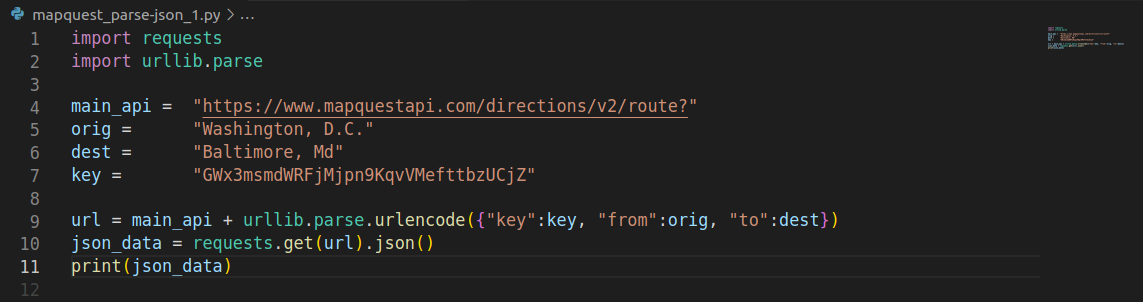 mapquest_parse-json_1.py > ...
1 import requests
2 import urllib.parse
3
4 main_api =  "https://www.mapquestapi.com/directions/v2/route?"
5 orig =      "Washington, D.C."
6 dest =      "Baltimore, Md"
7 key =       "GWx3msmdWRFjMjpn9KqvVMefttbzUCjZ"
8
9 url = main_api + urllib.parse.urlencode({"key":key, "from":orig, "to":dest})
10 json_data = requests.get(url).json()
11 print(json_data)
12